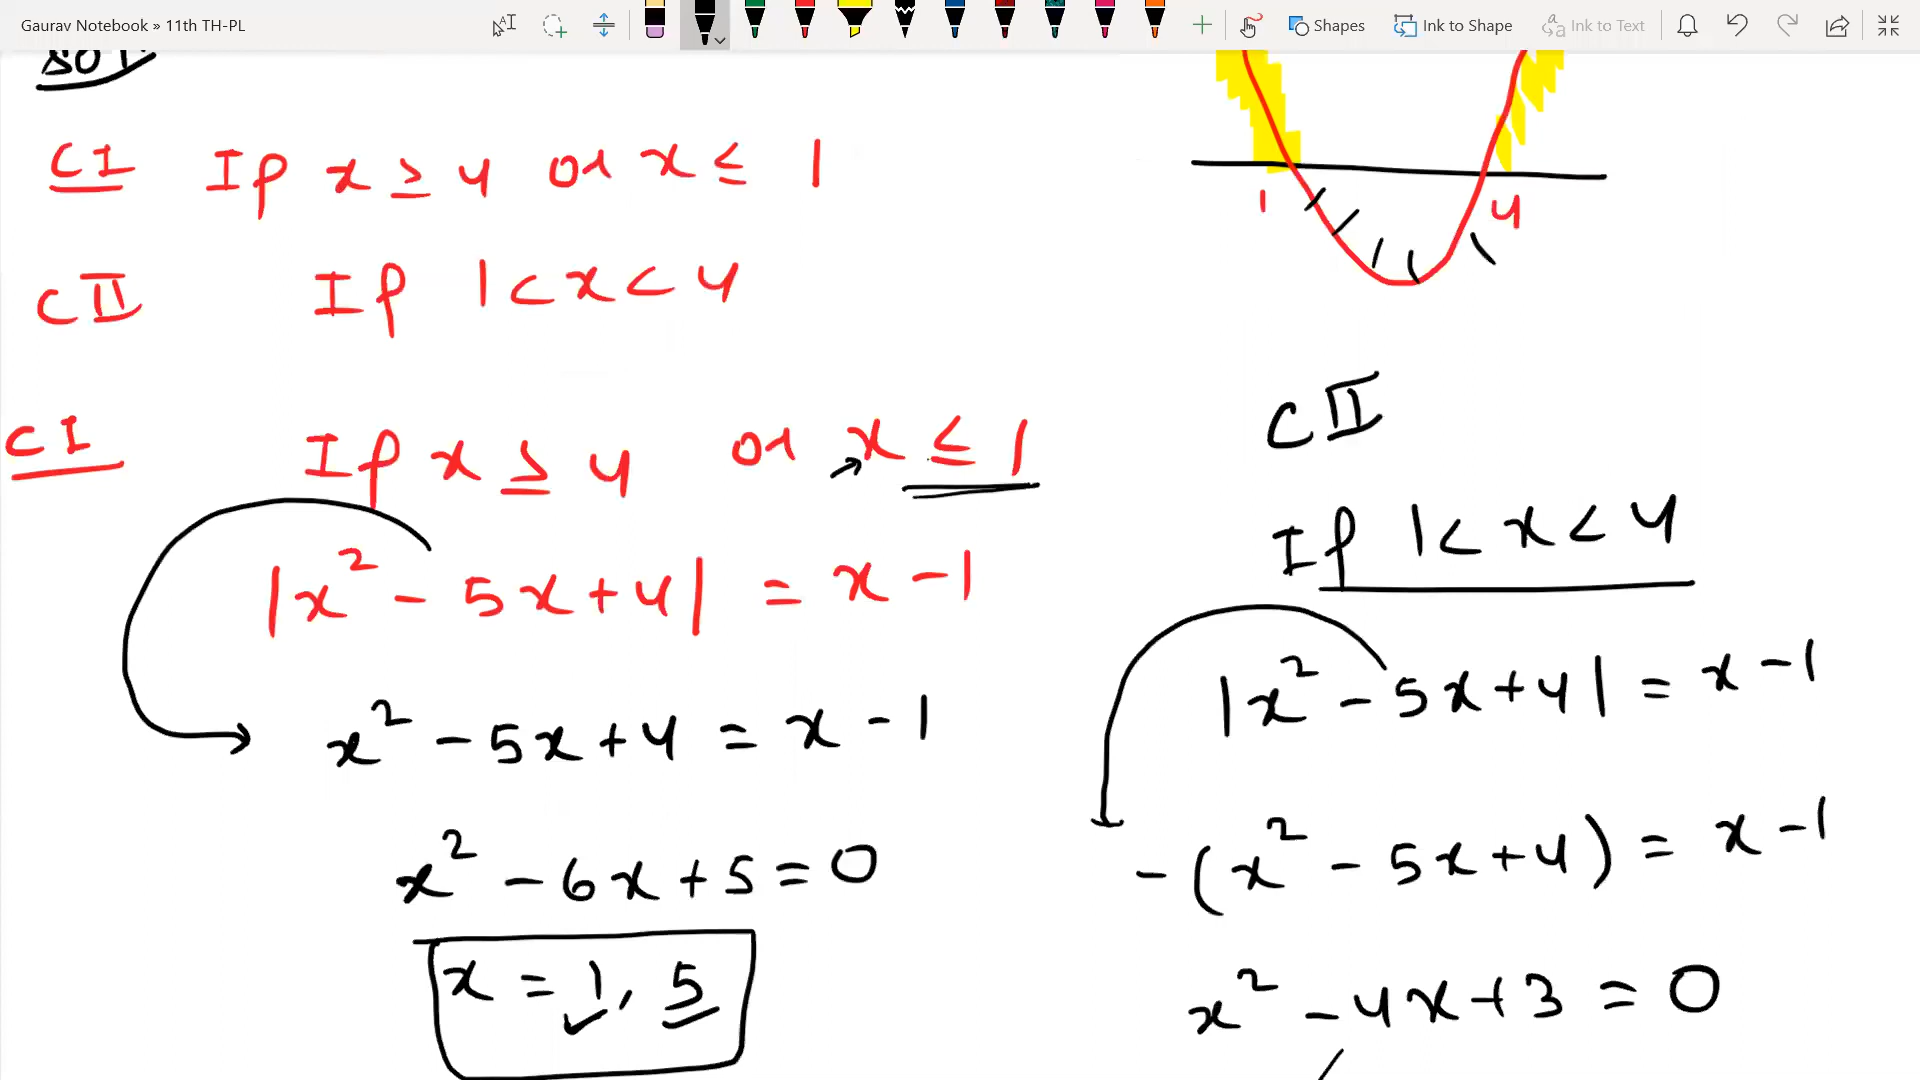 Gaurav Notebook » 11th TH-PL
Shapes
Ink to Shape
Ink to Text
Sol
CI If x ≥ 4 or x ≤ 1
CII If 1 < x < 4
1 4
CI If x ≥ 4 or x ≤ 1
|x² - 5x + 4| = x - 1
x² - 5x + 4 = x - 1
x² - 6x + 5 = 0
x = 1, 5
CII
If 1 < x < 4
|x² - 5x + 4| = x - 1
-(x² - 5x + 4) = x - 1
x² - 4x + 3 = 0